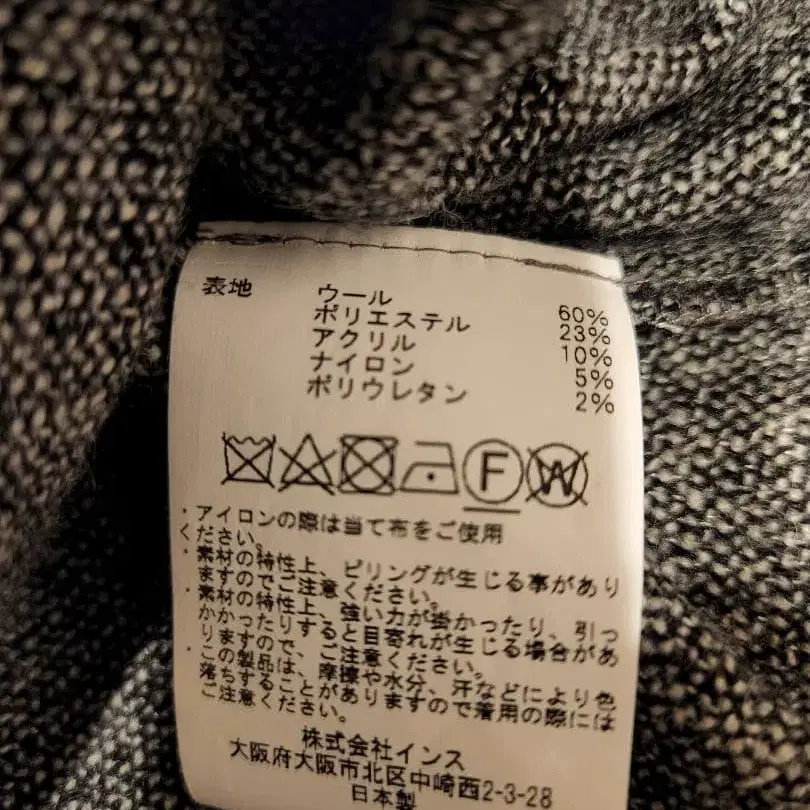 表地 ウール 60%
ポリエステル 23%
アクリル 10%
ナイロン 5%
ポリウレタン 2%
F W
・アイロンの際は当て布をご使用
ください。
・素材の特性上、ピリングが生じる事があり
ますのでご注意ください。
・素材の特性上、強い力が掛かったり、引っ
かかったりすると目寄れが生じる場合があ
りますので、ご注意ください。
・この製品は、摩擦や水分、汗などにより色
落ちすることがありますので着用の際には
ご注意ください。
株式会社インス
大阪府大阪市北区中崎西2-3-28
日本製